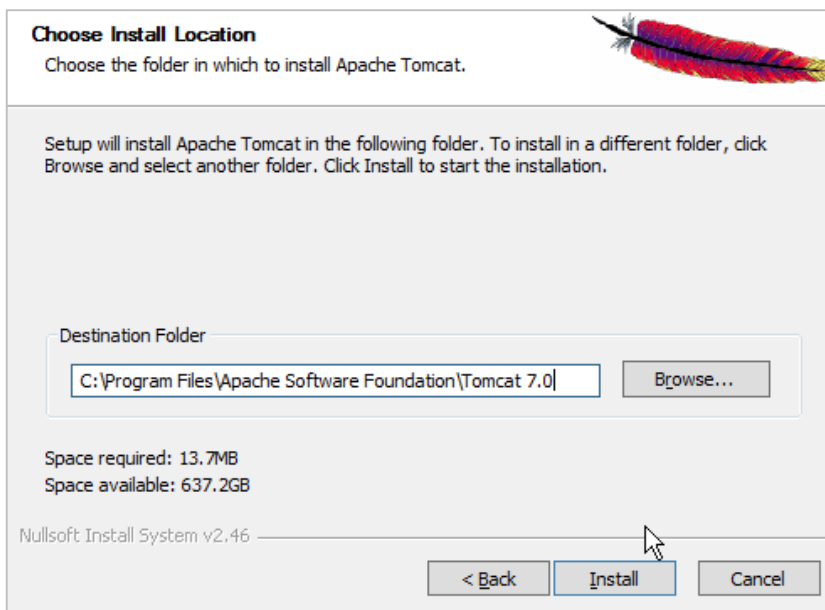 Choose Install Location
Choose the folder in which to install Apache Tomcat.
Setup will install Apache Tomcat in the following folder. To install in a different folder, click
Browse and select another folder. Click Install to start the installation.
Destination Folder
C:\Program Files\Apache Software Foundation\Tomcat 7.0
Browse...
Space required: 13.7MB
Space available: 637.2GB
Nullsoft Install System v2.46
< Back
Install
Cancel